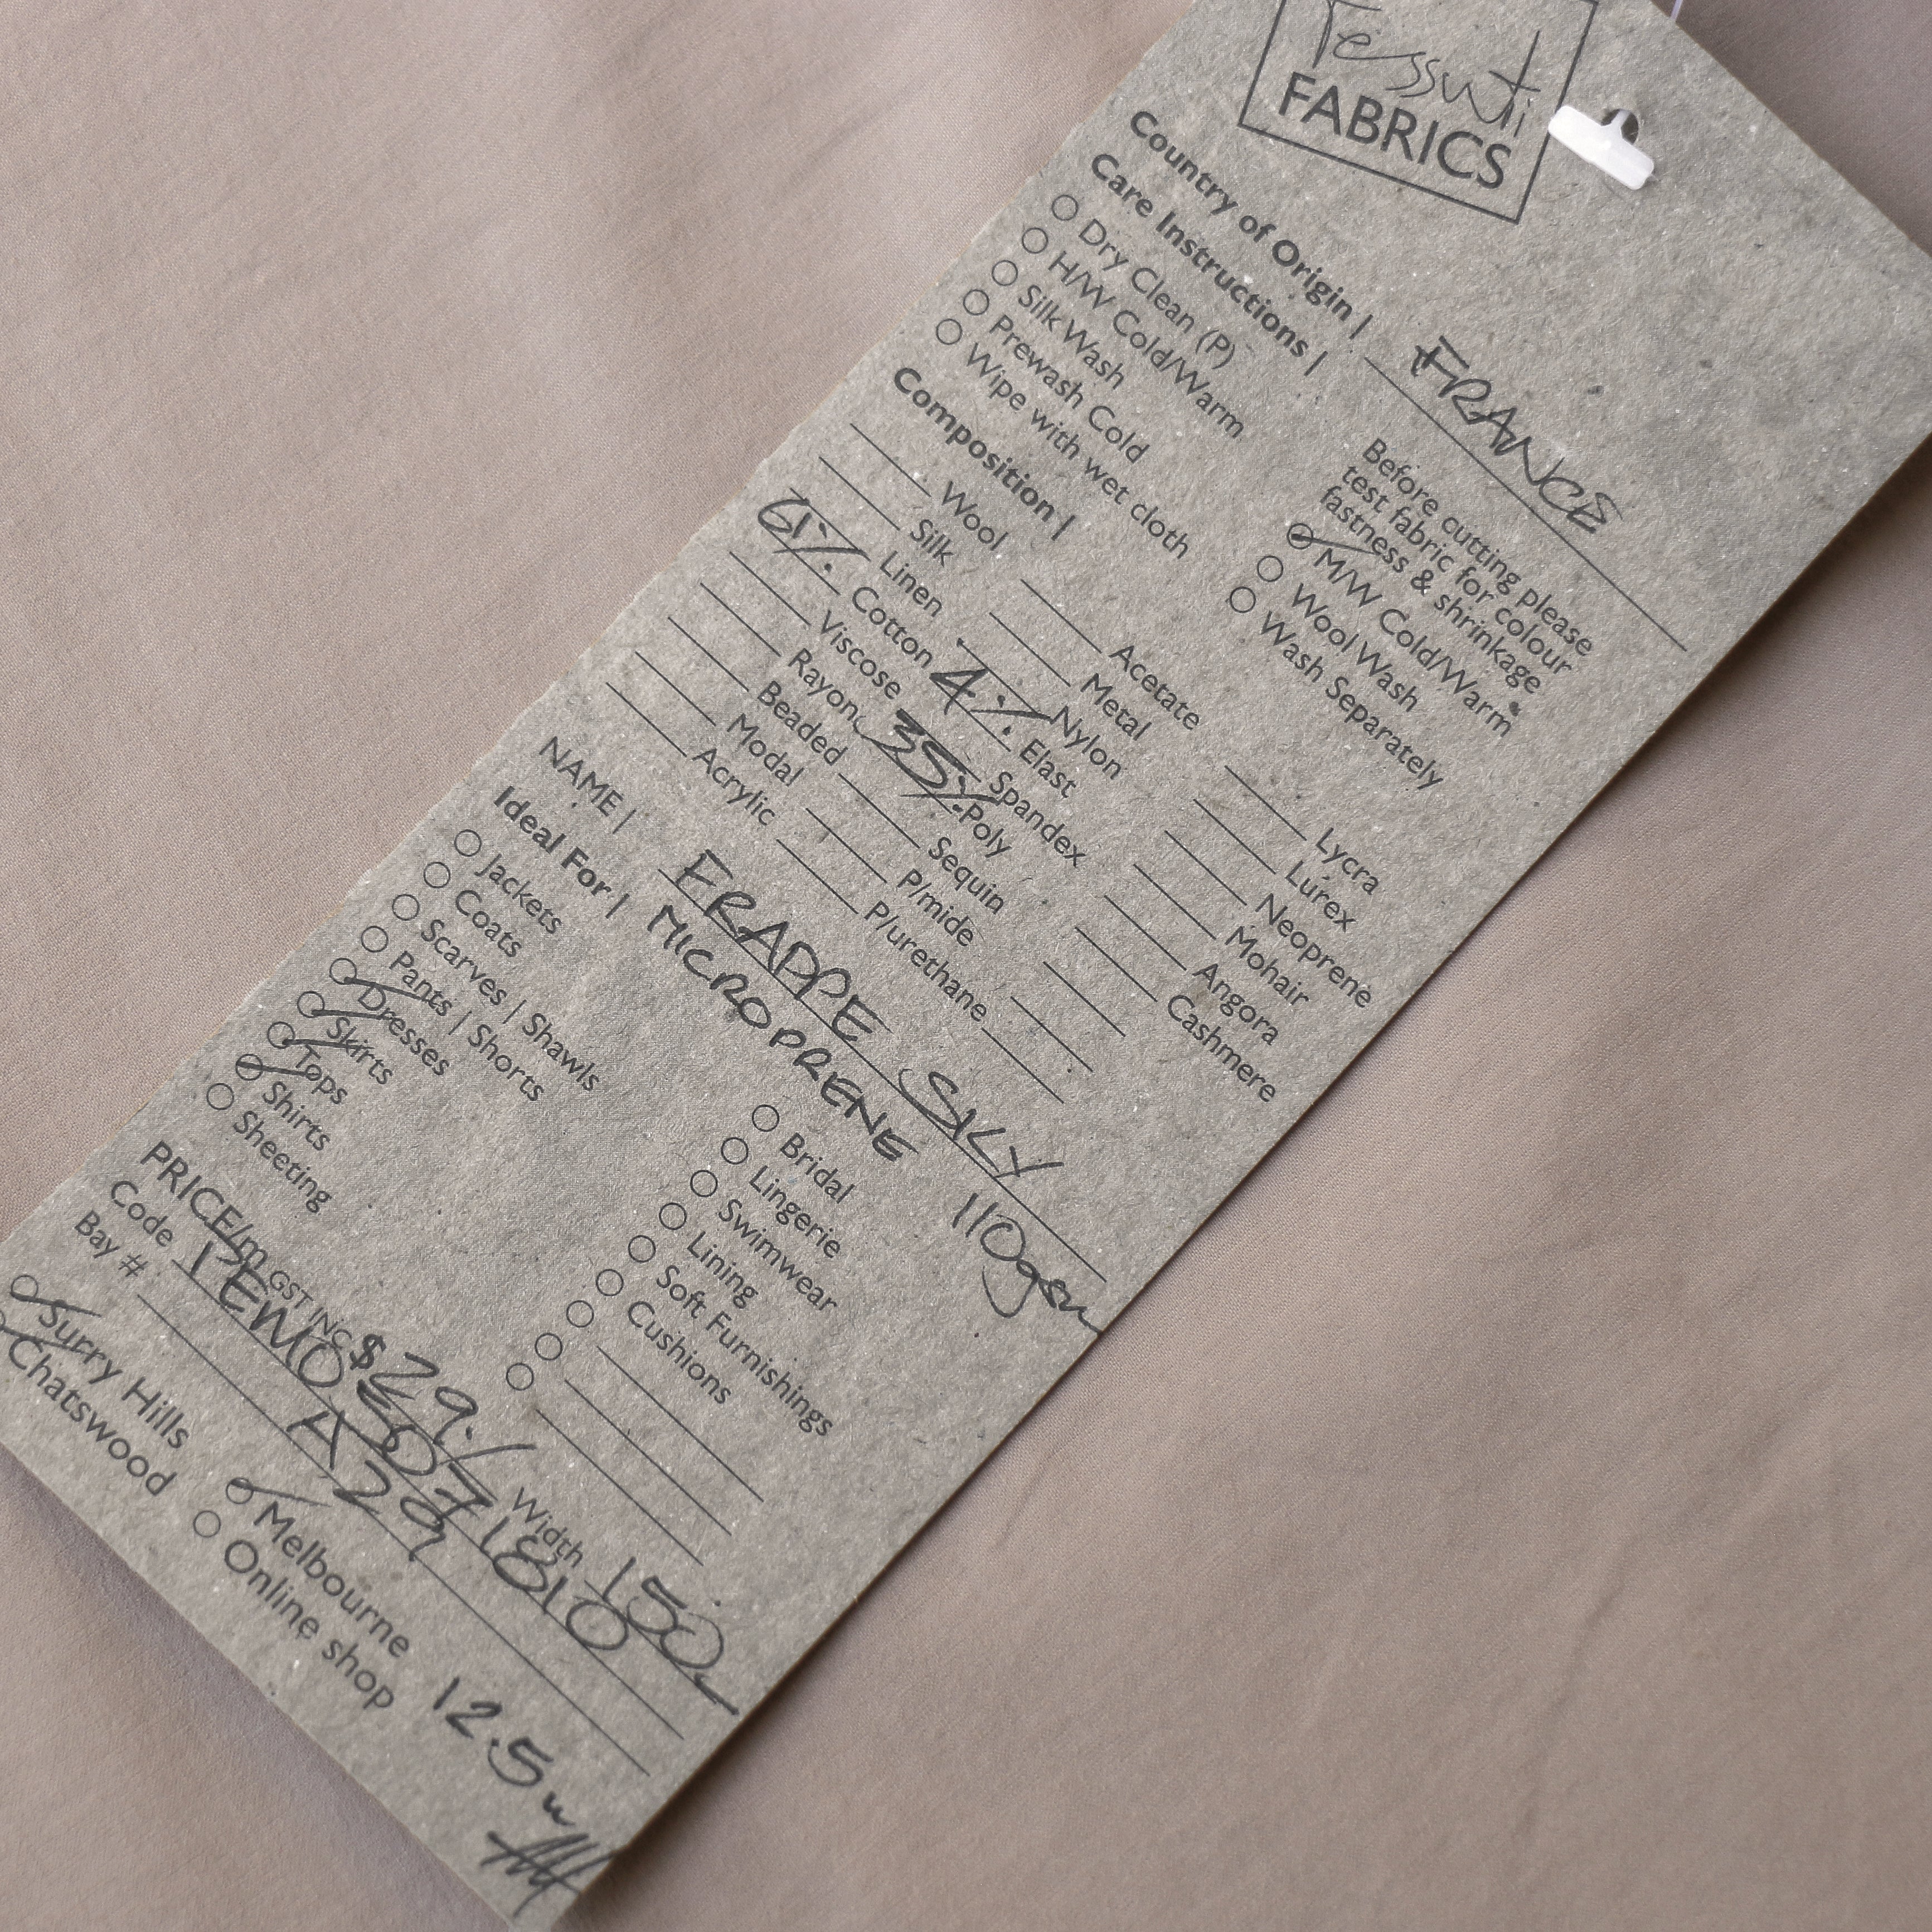 Tessuti
FABRICS
Country of Origin | FRANCE
Care Instructions |
Dry Clean (P)
H/W Cold/Warm
Silk Wash
Prewash Cold
Wipe with wet cloth
Before cutting please
test fabric for colour
fastness & shrinkage
M/W Cold/Warm
Wool Wash
Wash Separately
Composition |
Wool
Silk
Linen
61% Cotton
Viscose
Rayon
Beaded
Modal
Acrylic
Acetate
Metal
Nylon
4% Elast
Spandex
35% Poly
Sequin
P/mide
P/urethane
Lycra
Lurex
Neoprene
Mohair
Angora
Cashmere
NAME | FRAPPE SKY
MICROPRENE 110gsm
Ideal For |
Jackets
Coats
Scarves | Shawls
Pants | Shorts
Dresses
Skirts
Tops
Shirts
Sheeting
Bridal
Lingerie
Swimwear
Lining
Soft Furnishings
Cushions
PRICE/m GST INC $29.- Width 150
Code PEWO 3071810
Bay # A29
Surry Hills
Chatswood
Melbourne
Online shop
12.5m